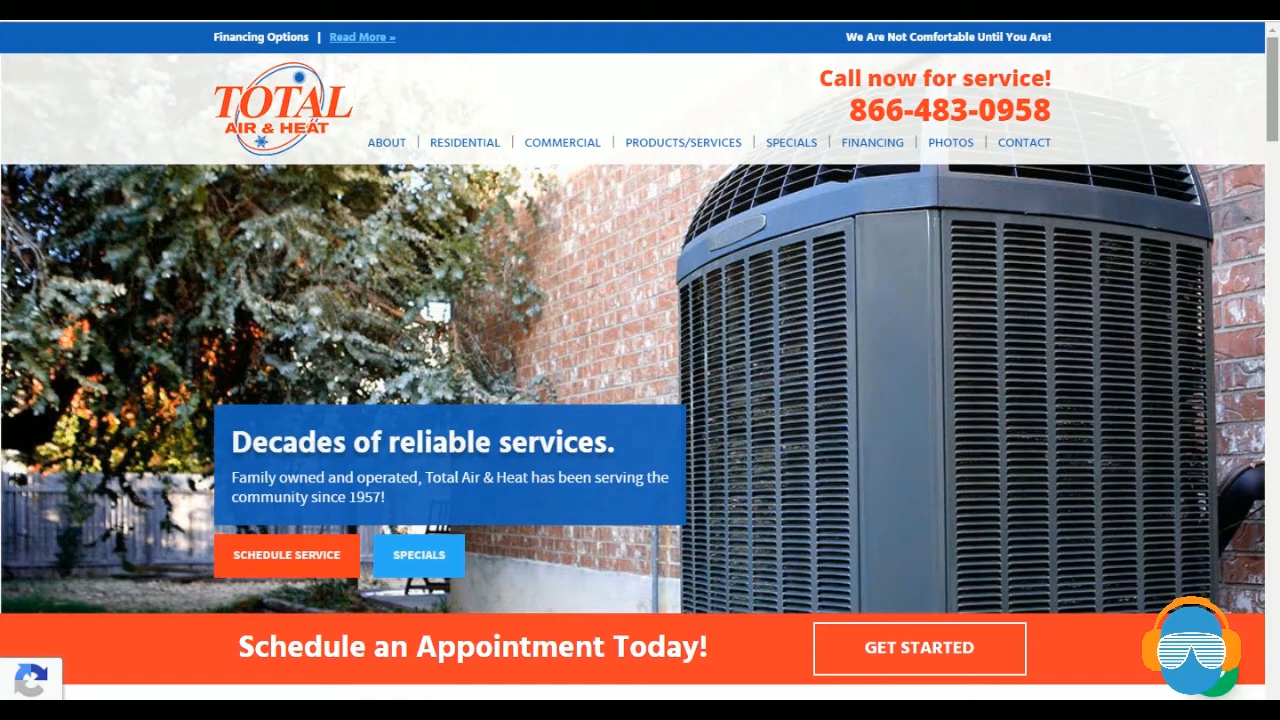 Financing Options | Read More »
We Are Not Comfortable Until You Are!
TOTAL
AIR & HEAT
Call now for service!
866-483-0958
ABOUT | RESIDENTIAL | COMMERCIAL | PRODUCTS/SERVICES | SPECIALS | FINANCING | PHOTOS | CONTACT
Decades of reliable services.
Family owned and operated, Total Air & Heat has been serving the
community since 1957!
SCHEDULE SERVICE
SPECIALS
Schedule an Appointment Today!
GET STARTED